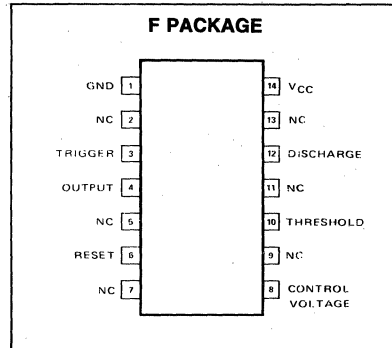 F PACKAGE
GND 1 14 VCC
NC 2 13 NC
TRIGGER 3 12 DISCHARGE
OUTPUT 4 11 NC
NC 5 10 THRESHOLD
RESET 6 9 NC
NC 7 8 CONTROL
VOLTAGE